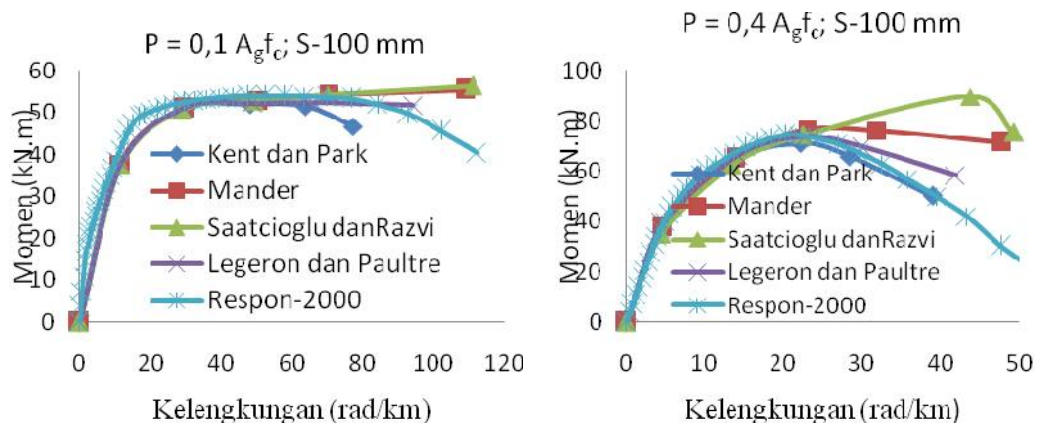 P = 0,1 Agfc; S-100 mm
60
50
40
30
20
10
0
Momen (kN.m)
Kent dan Park
Mander
Saatcioglu danRazvi
Legeron dan Paultre
Respon-2000
0 20 40 60 80 100 120
Kelengkungan (rad/km)
P = 0,4 Agfc; S-100 mm
100
80
60
40
20
0
Momen (kN.m)
Kent dan Park
Mander
Saatcioglu danRazvi
Legeron dan Paultre
Respon-2000
0 10 20 30 40 50
Kelengkungan (rad/km)